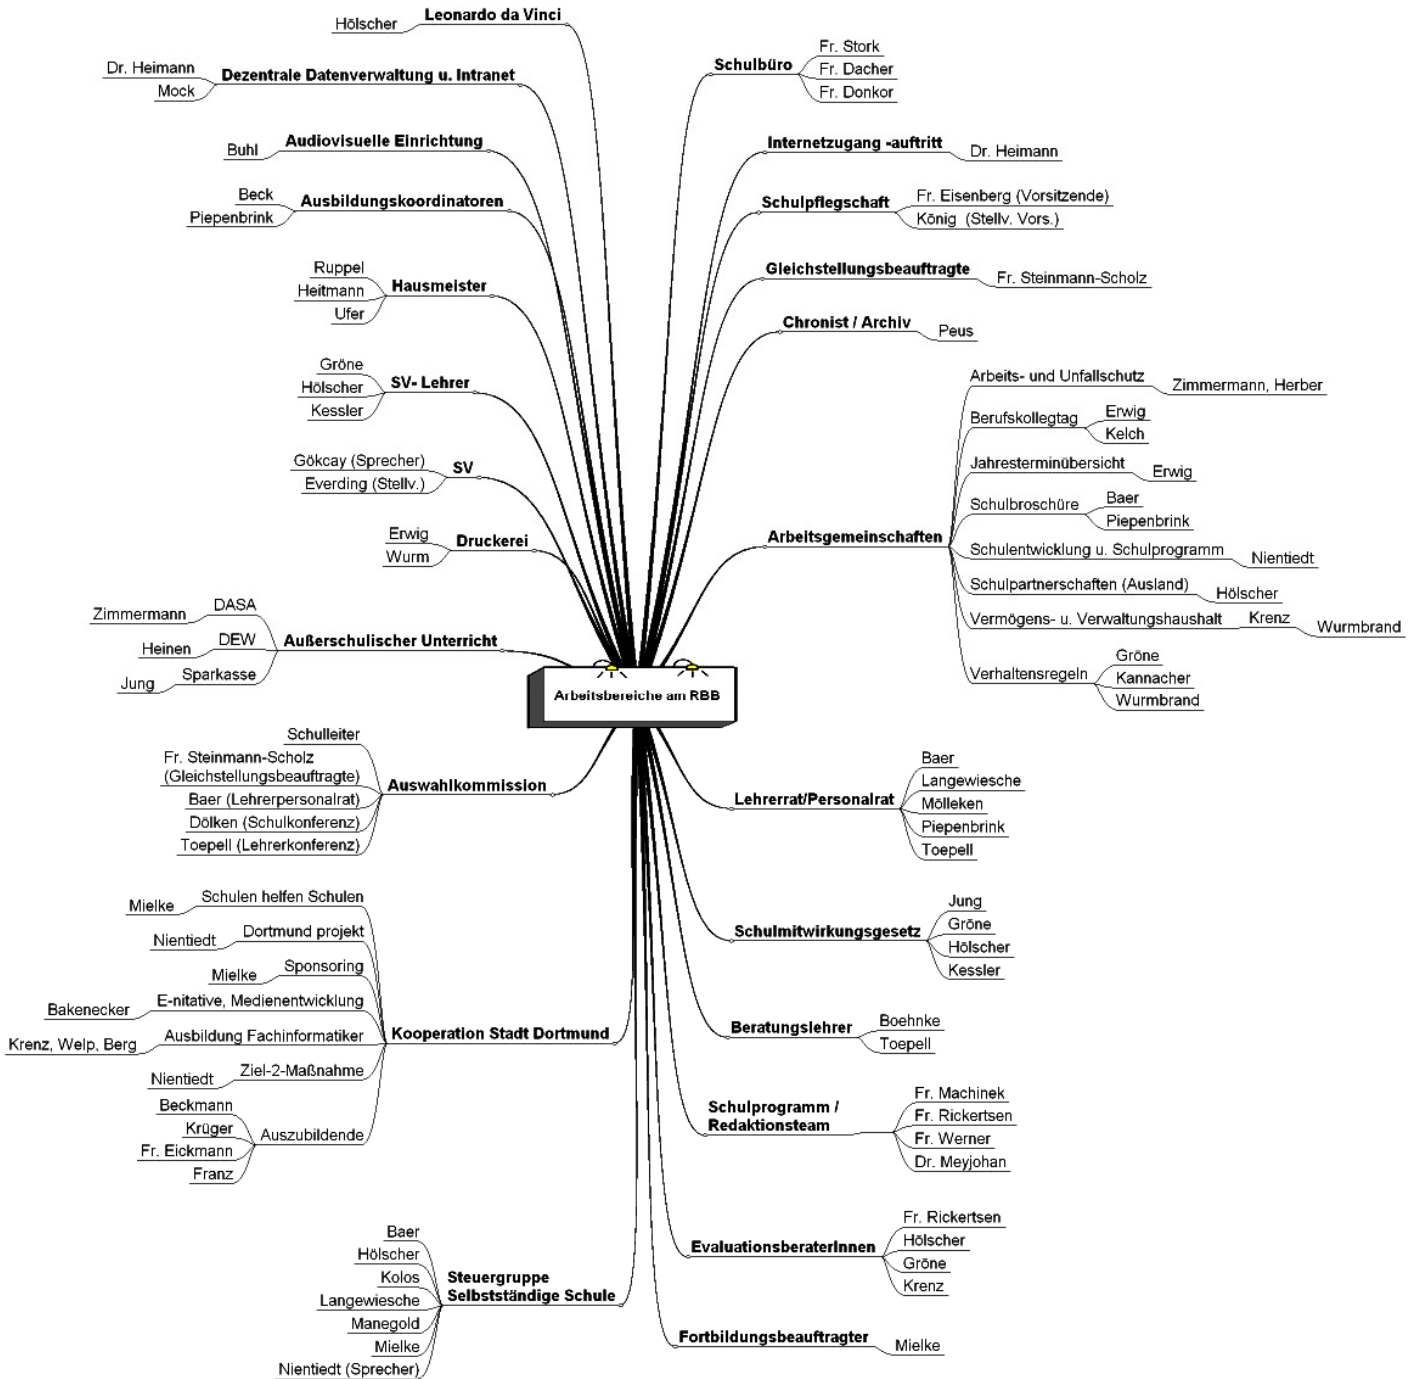 Arbeitsbereiche am RBB
Leonardo da Vinci
Hölscher
Dezentrale Datenverwaltung u. Intranet
Dr. Heimann
Mock
Audiovisuelle Einrichtung
Buhl
Ausbildungskoordinatoren
Beck
Piepenbrink
Hausmeister
Ruppel
Heitmann
Ufer
SV- Lehrer
Gröne
Hölscher
Kessler
SV
Gökcay (Sprecher)
Everding (Stellv.)
Druckerei
Erwig
Wurm
Außerschulischer Unterricht
DASA
Zimmermann
DEW
Heinen
Sparkasse
Jung
Auswahlkommission
Schulleiter
Fr. Steinmann-Scholz
(Gleichstellungsbeauftragte)
Baer (Lehrerpersonalrat)
Dölken (Schulkonferenz)
Toepell (Lehrerkonferenz)
Kooperation Stadt Dortmund
Schulen helfen Schulen
Mielke
Dortmund projekt
Nientiedt
Sponsoring
Mielke
E-nitative, Medienentwicklung
Bakenecker
Ausbildung Fachinformatiker
Krenz, Welp, Berg
Ziel-2-Maßnahme
Nientiedt
Auszubildende
Beckmann
Krüger
Fr. Eickmann
Franz
Steuergruppe
Selbstständige Schule
Baer
Hölscher
Kolos
Langewiesche
Manegold
Mielke
Nientiedt (Sprecher)
Schulbüro
Fr. Stork
Fr. Dacher
Fr. Donkor
Internetzugang -auftritt
Dr. Heimann
Schulpflegschaft
Fr. Eisenberg (Vorsitzende)
König (Stellv. Vors.)
Gleichstellungsbeauftragte
Fr. Steinmann-Scholz
Chronist / Archiv
Peus
Arbeitsgemeinschaften
Arbeits- und Unfallschutz
Zimmermann, Herber
Berufskollegtag
Erwig
Kelch
Jahresterminübersicht
Erwig
Schulbroschüre
Baer
Piepenbrink
Schulentwicklung u. Schulprogramm
Nientiedt
Schulpartnerschaften (Ausland)
Hölscher
Vermögens- u. Verwaltungshaushalt
Krenz
Wurmbrand
Verhaltensregeln
Gröne
Kannacher
Wurmbrand
Lehrerrat/Personalrat
Baer
Langewiesche
Mölleken
Piepenbrink
Toepell
Schulmitwirkungsgesetz
Jung
Gröne
Hölscher
Kessler
Beratungslehrer
Boehnke
Toepell
Schulprogramm /
Redaktionsteam
Fr. Machinek
Fr. Rickertsen
Fr. Werner
Dr. Meyjohan
EvaluationsberaterInnen
Fr. Rickertsen
Hölscher
Gröne
Krenz
Fortbildungsbeauftragter
Mielke